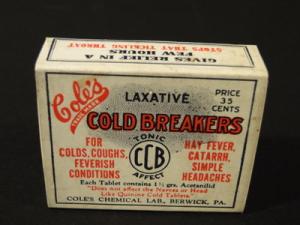 GIVES RELIEF IN A
FEW HOURS
STOPS THAT TICKLING THROAT
Cole's
TRADE MARK
LAXATIVE
PRICE
35
CENTS
COLD BREAKERS
FOR
COLDS, COUGHS,
FEVERISH
CONDITIONS
TONIC
CCB
AFFECT
HAY FEVER,
CATARRH,
SIMPLE
HEADACHES
Each Tablet contains 1½ grs. Acetanilid
"Does not affect the Nerves or Head
Like Quinine Cold Tablets."
COLE'S CHEMICAL LAB., BERWICK, PA.